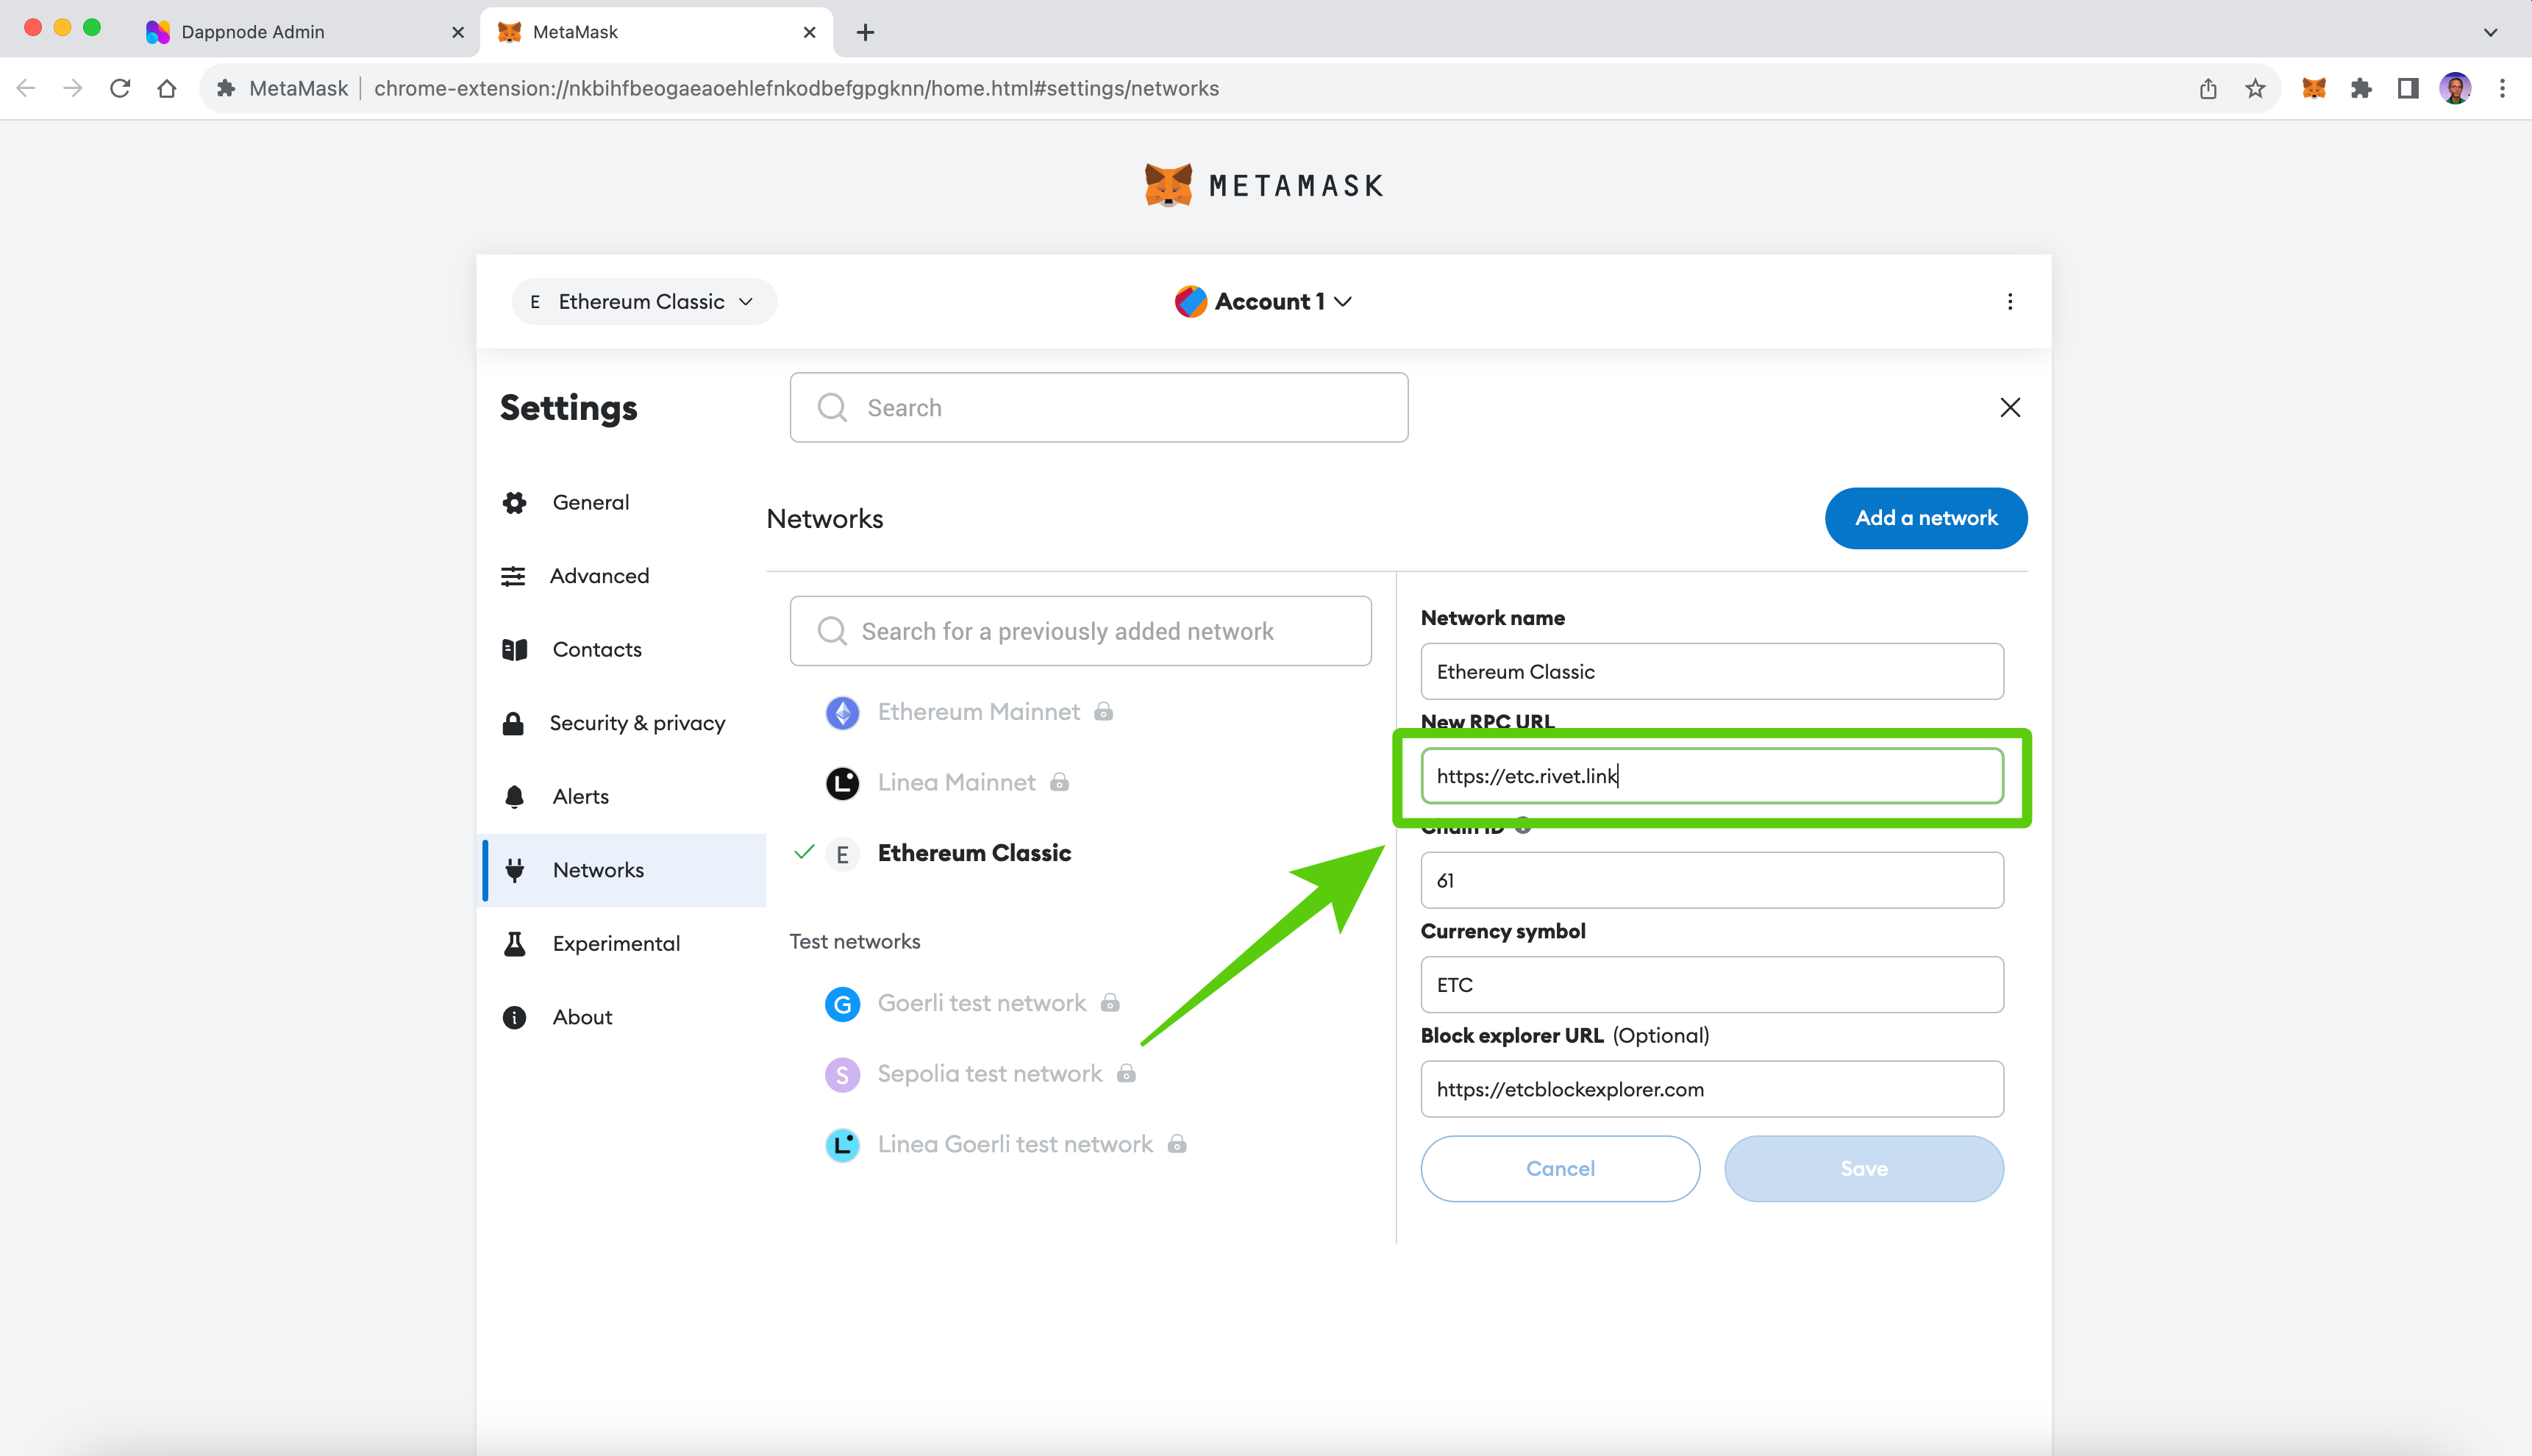 Dappnode Admin
MetaMask
MetaMask
chrome-extension://nkbihfbeogaeaoehlefnkodbefgpgknn/home.html#settings/networks
METAMASK
E Ethereum Classic
Account 1
Settings
Search
General
Advanced
Contacts
Security & privacy
Alerts
Networks
Experimental
About
Networks
Add a network
Search for a previously added network
Ethereum Mainnet
L Linea Mainnet
E Ethereum Classic
Test networks
G Goerli test network
S Sepolia test network
L Linea Goerli test network
Network name
Ethereum Classic
New RPC URL
https://etc.rivet.link
Chain ID
61
Currency symbol
ETC
Block explorer URL (Optional)
https://etcblockexplorer.com
Cancel
Save